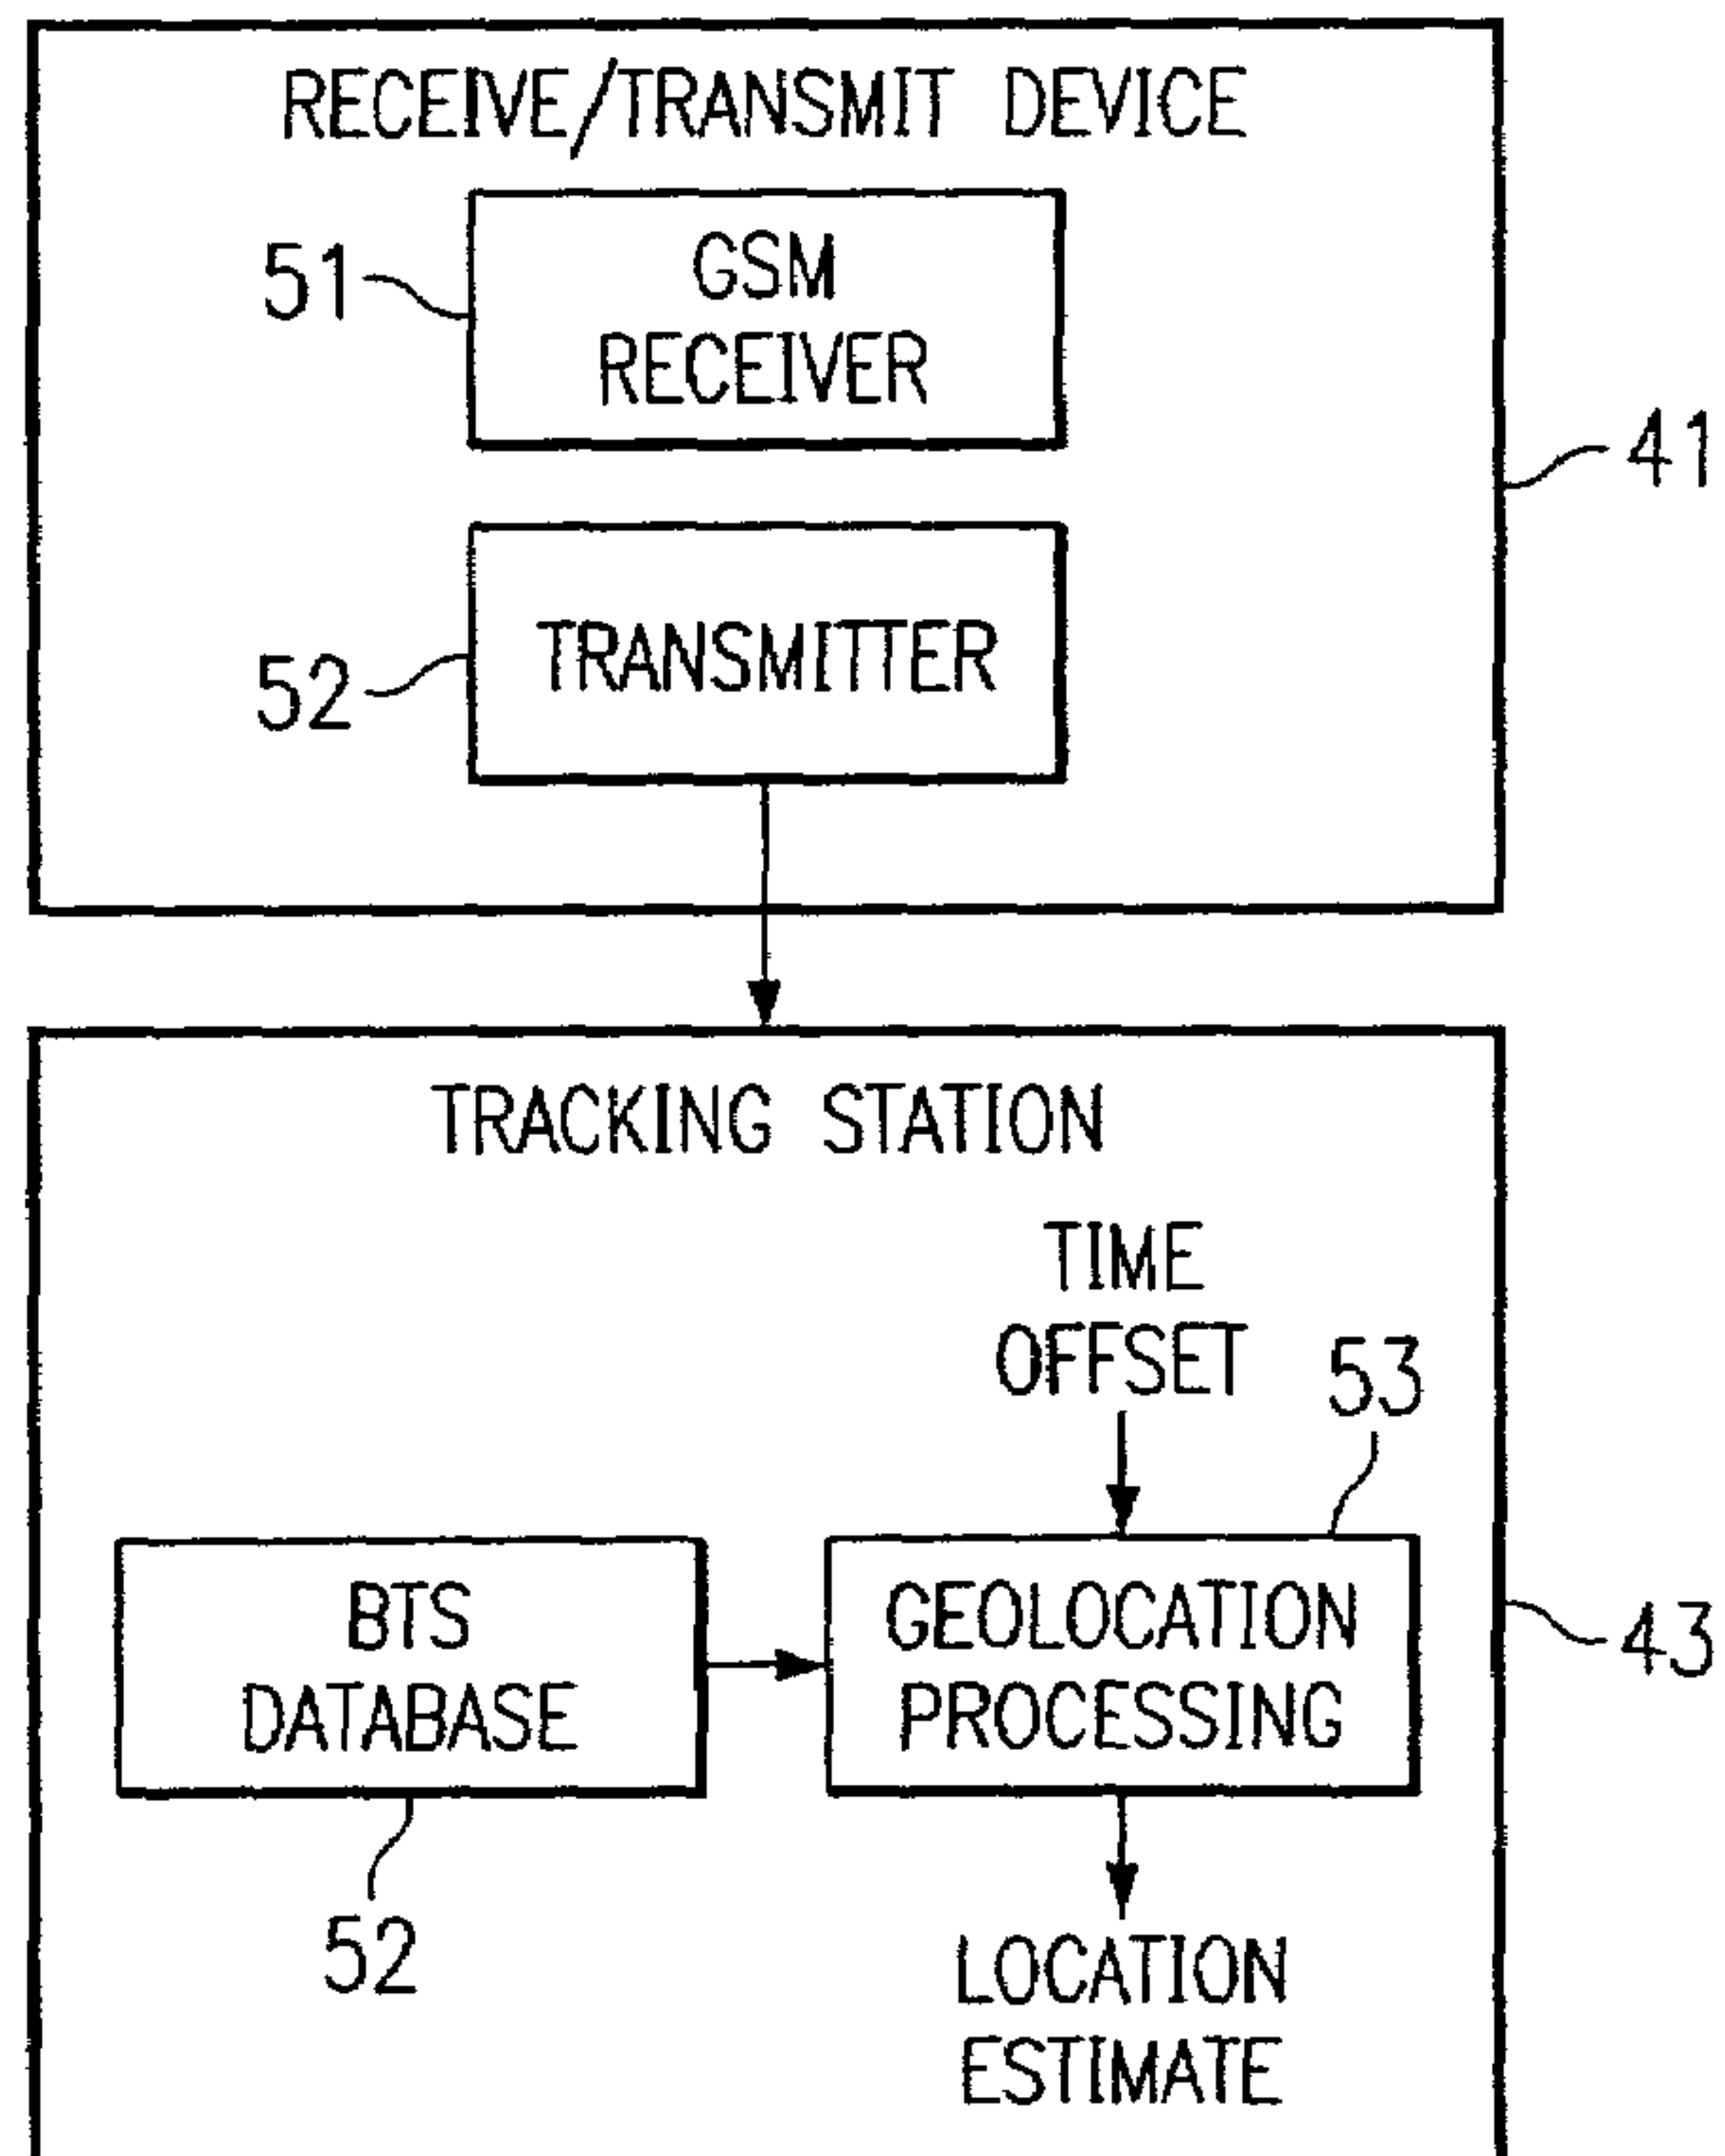 RECEIVE/TRANSMIT DEVICE
51
GSM
RECEIVER
41
52
TRANSMITTER
TRACKING STATION
TIME
OFFSET
53
BTS
DATABASE
GEOLOCATION
PROCESSING
43
52
LOCATION
ESTIMATE